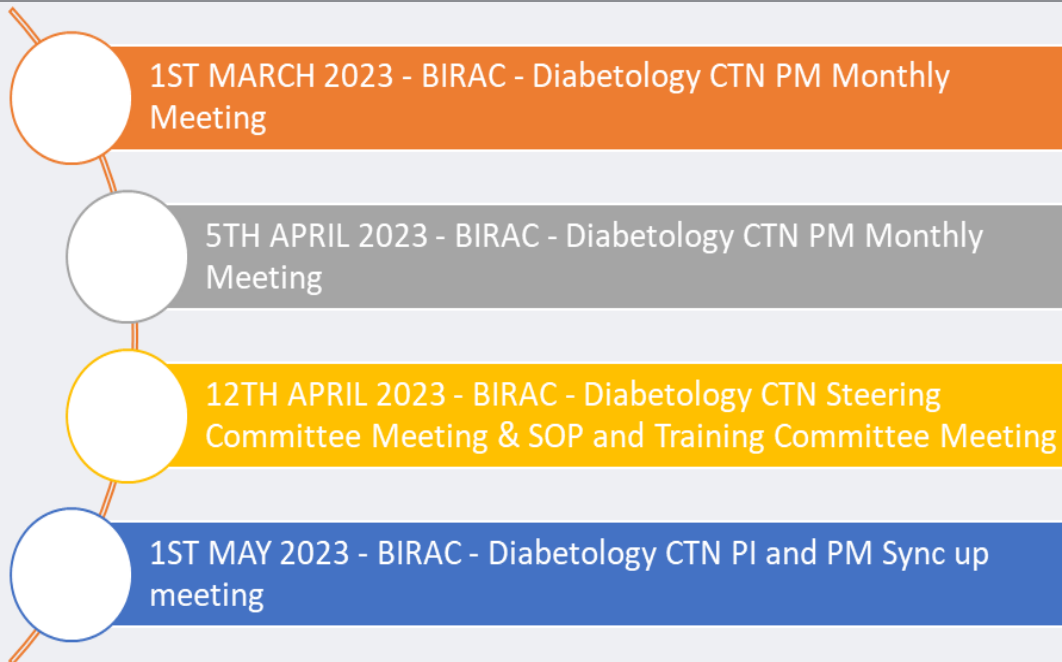 1ST MARCH 2023 - BIRAC - Diabetology CTN PM Monthly
Meeting
5TH APRIL 2023 - BIRAC - Diabetology CTN PM Monthly
Meeting
12TH APRIL 2023 - BIRAC - Diabetology CTN Steering
Committee Meeting & SOP and Training Committee Meeting
1ST MAY 2023 - BIRAC - Diabetology CTN PI and PM Sync up
meeting